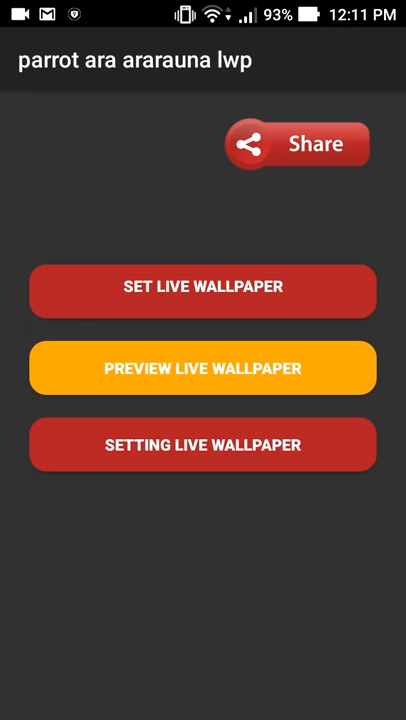 93% 12:11 PM
parrot ara ararauna lwp
Share
SET LIVE WALLPAPER
PREVIEW LIVE WALLPAPER
SETTING LIVE WALLPAPER